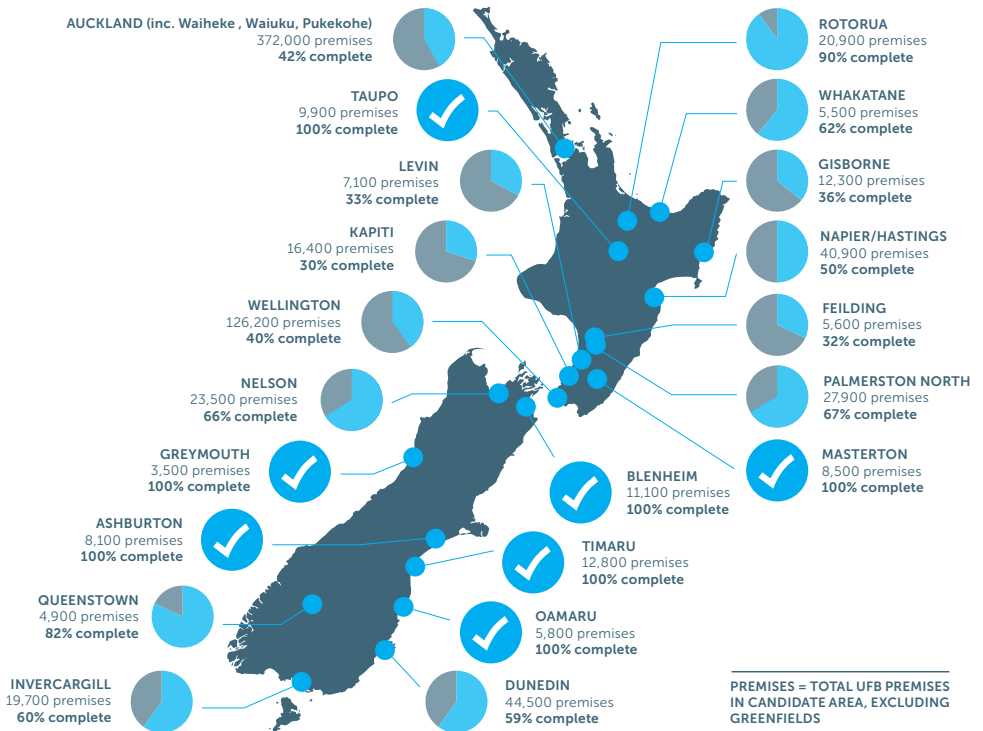 AUCKLAND (inc. Waiheke , Waiuku, Pukekohe)
372,000 premises
42% complete
TAUPO
9,900 premises
100% complete
LEVIN
7,100 premises
33% complete
KAPITI
16,400 premises
30% complete
WELLINGTON
126,200 premises
40% complete
NELSON
23,500 premises
66% complete
GREYMOUTH
3,500 premises
100% complete
ASHBURTON
8,100 premises
100% complete
QUEENSTOWN
4,900 premises
82% complete
INVERCARGILL
19,700 premises
60% complete
ROTORUA
20,900 premises
90% complete
WHAKATANE
5,500 premises
62% complete
GISBORNE
12,300 premises
36% complete
NAPIER/HASTINGS
40,900 premises
50% complete
FEILDING
5,600 premises
32% complete
PALMERSTON NORTH
27,900 premises
67% complete
MASTERTON
8,500 premises
100% complete
BLENHEIM
11,100 premises
100% complete
TIMARU
12,800 premises
100% complete
OAMARU
5,800 premises
100% complete
DUNEDIN
44,500 premises
59% complete
PREMISES = TOTAL UFB PREMISES
IN CANDIDATE AREA, EXCLUDING
GREENFIELDS